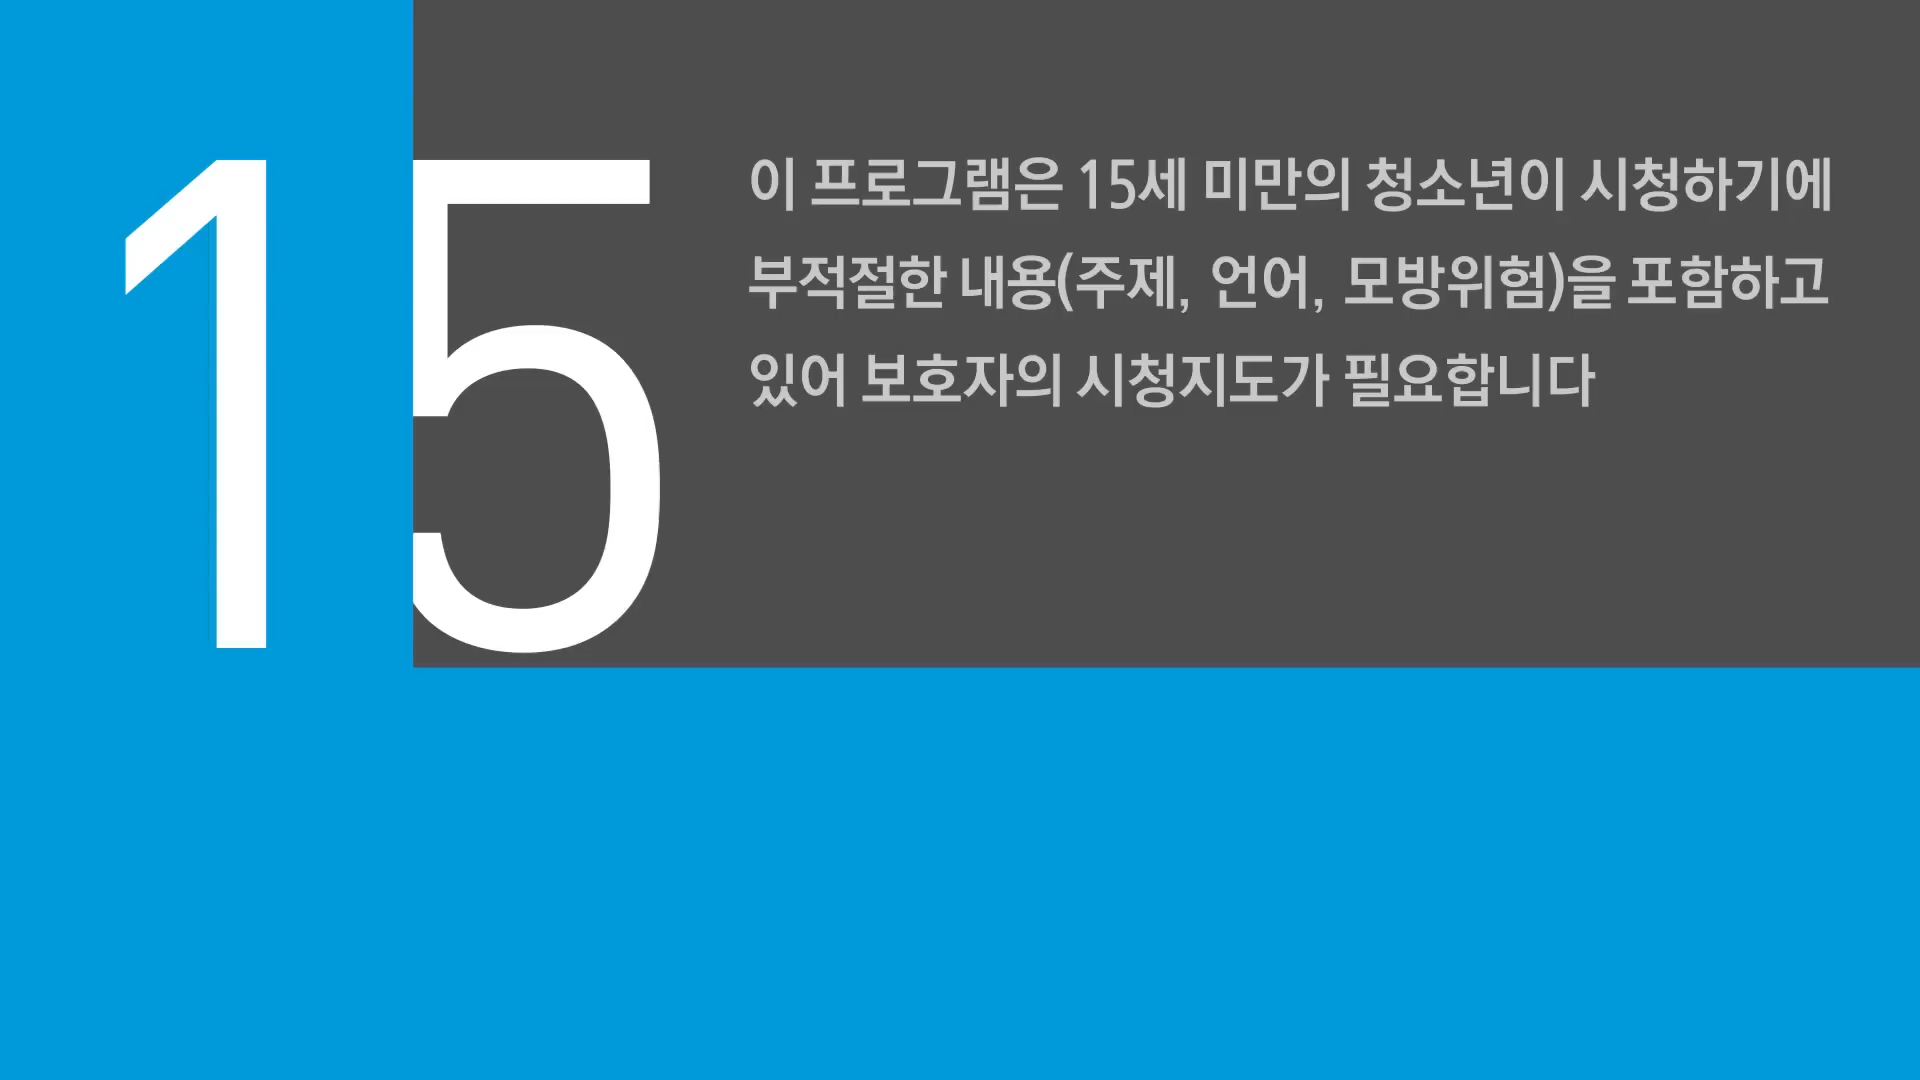 15
이 프로그램은 15세 미만의 청소년이 시청하기에
부적절한 내용(주제, 언어, 모방위험)을 포함하고
있어 보호자의 시청지도가 필요합니다